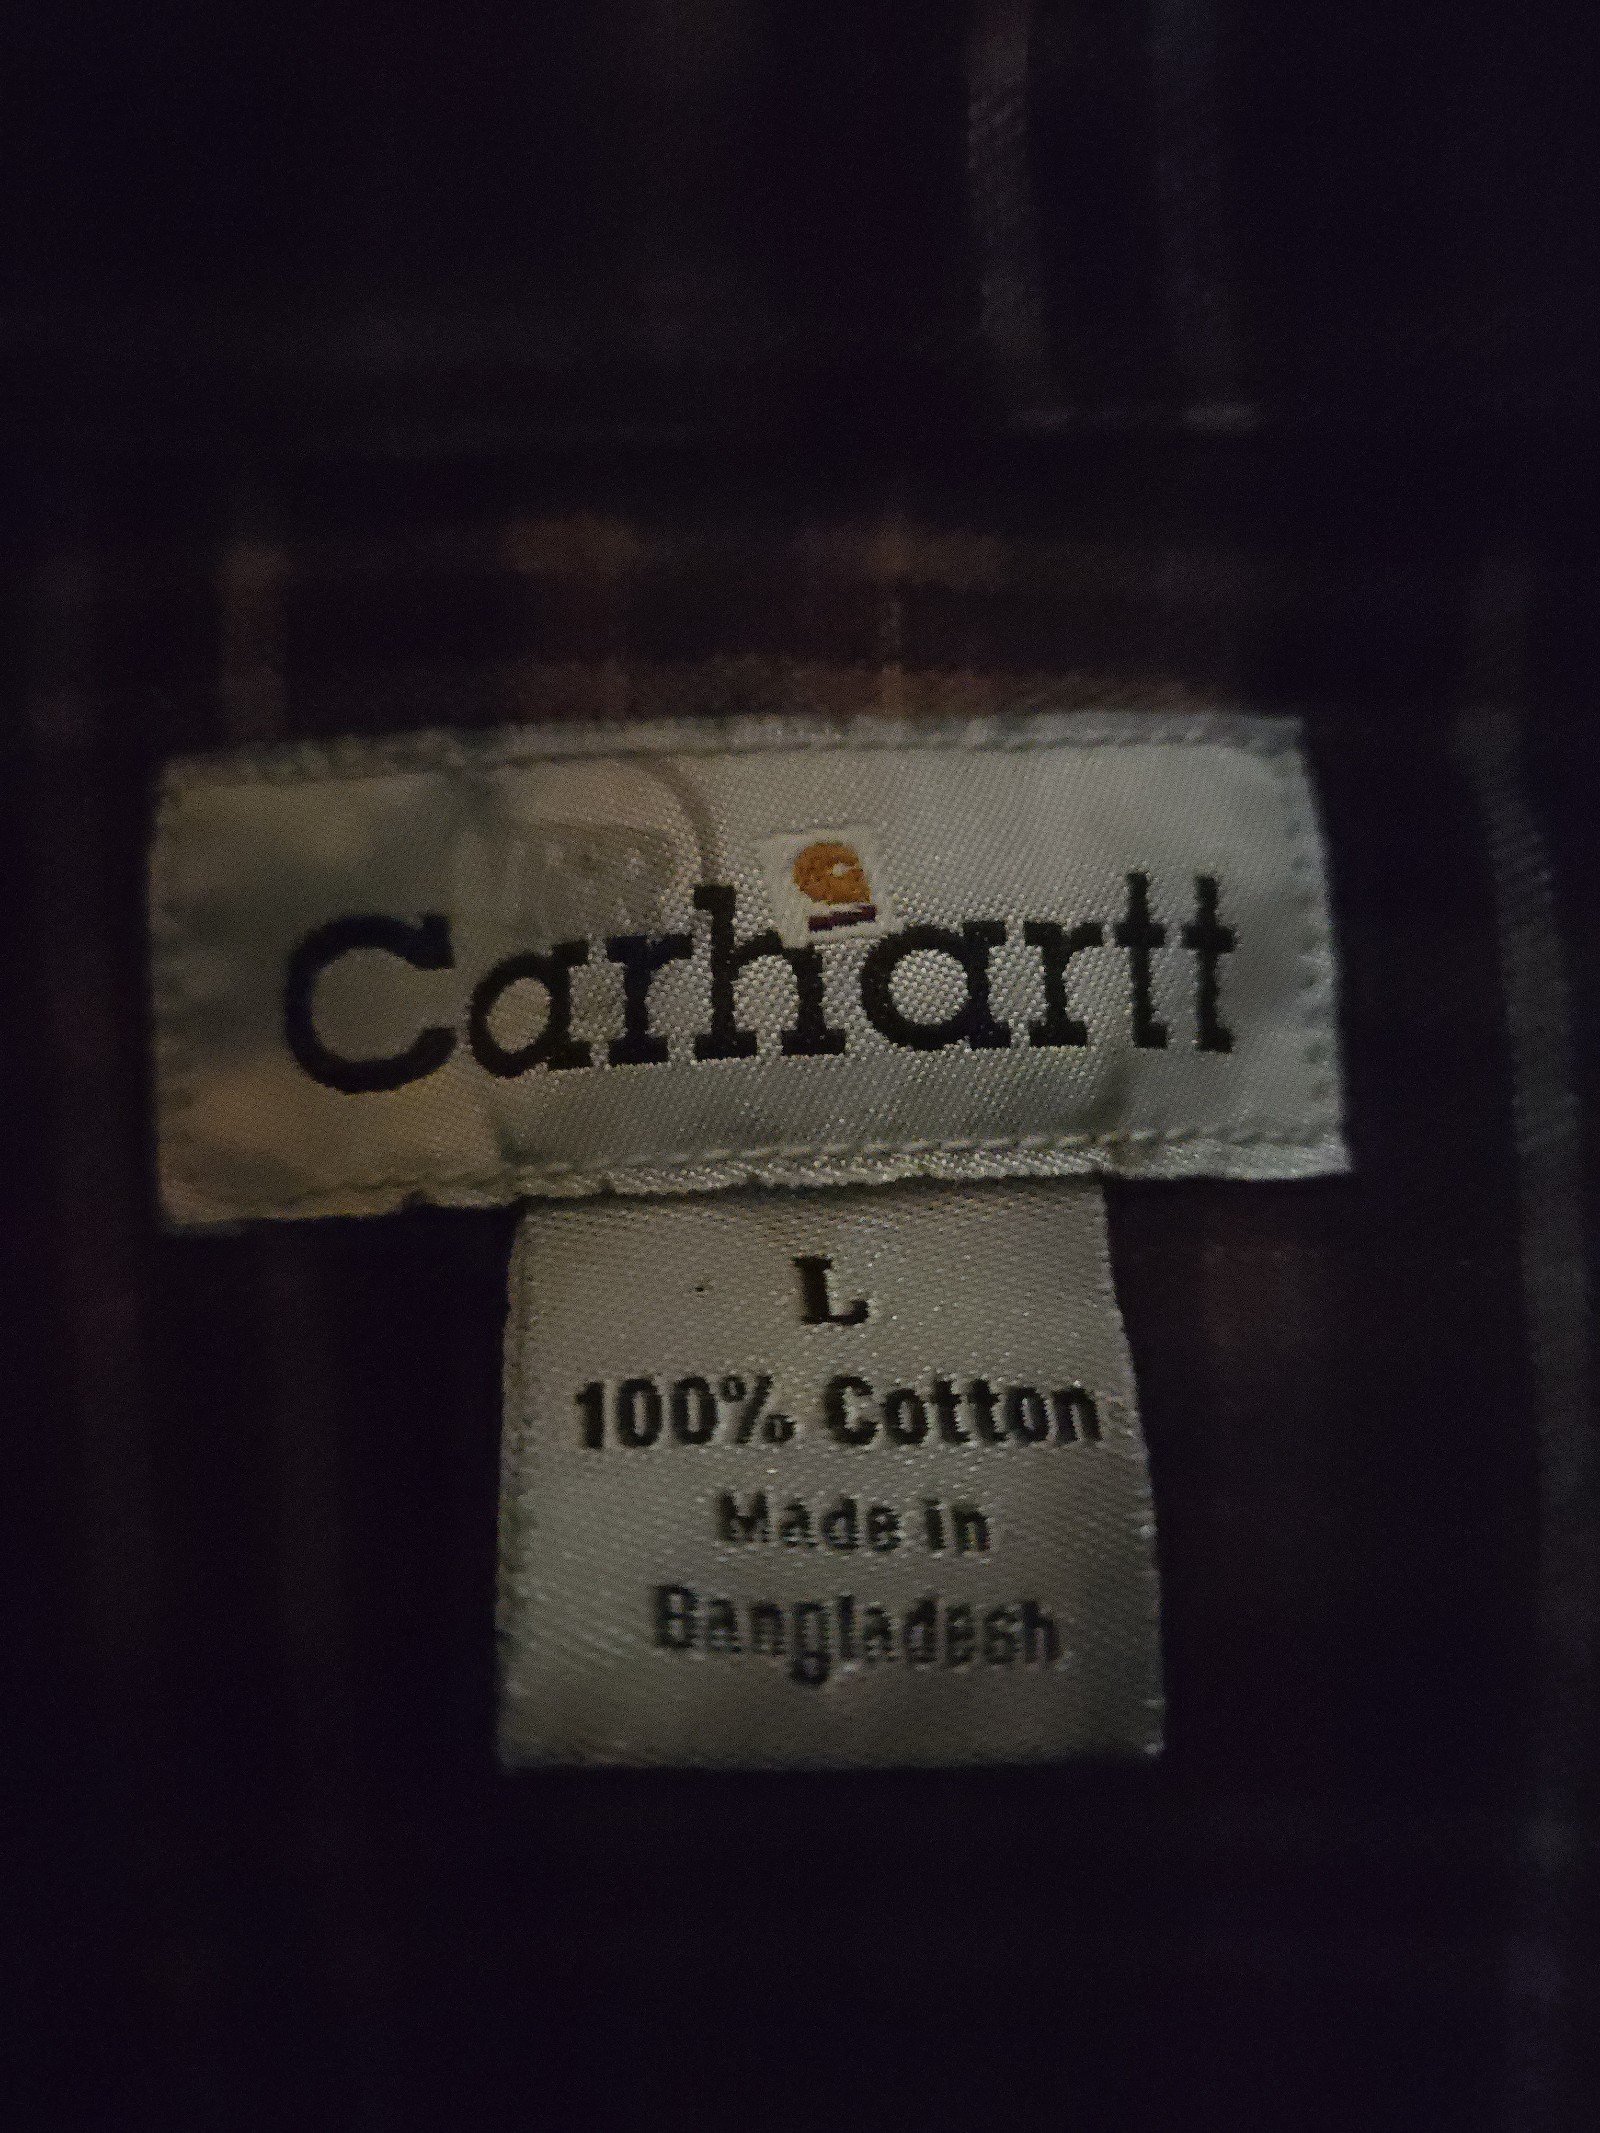 Carhartt
L
100% Cotton
Made in
Bangladesh